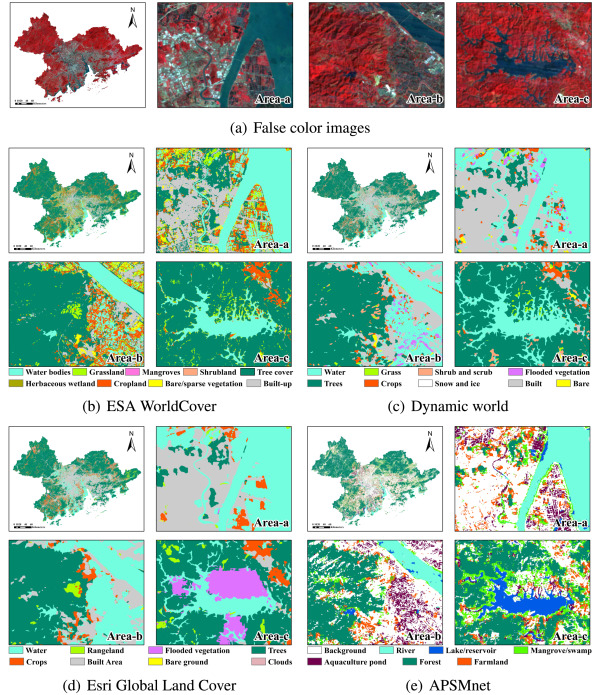 N
Area-a
Area-b
Area-c
(a) False color images
N
Area-a
N
Area-a
Area-b
Area-c
Area-b
Area-c
Water bodies Grassland Mangroves Shrubland Tree cover
Herbaceous wetland Cropland Bare/sparse vegetation Built-up
Water Grass Shrub and scrub Flooded vegetation
Trees Crops Snow and ice Built Bare
(b) ESA WorldCover
(c) Dynamic world
N
Area-a
N
Area-a
Area-b
Area-c
Area-b
Area-c
Water Rangeland Flooded vegetation Trees
Crops Built Area Bare ground Clouds
Background River Lake/reservoir Mangrove/swamp
Aquaculture pond Forest Farmland
(d) Esri Global Land Cover
(e) APSMnet